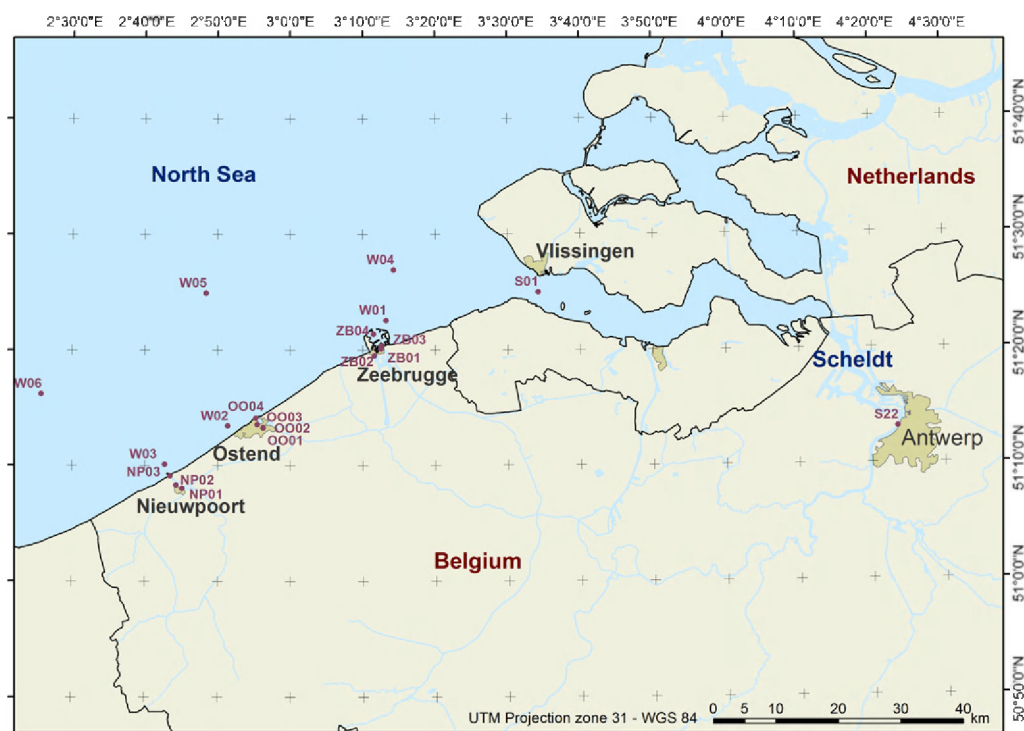 2°30'0"E 2°40'0"E 2°50'0"E 3°0'0"E 3°10'0"E 3°20'0"E 3°30'0"E 3°40'0"E 3°50'0"E 4°0'0"E 4°10'0"E 4°20'0"E 4°30'0"E
51°40'0"N
North Sea
Netherlands
51°30'0"N
Vlissingen
W04
W05
S01
W01
ZB04
ZB03
51°20'0"N
ZB02
ZB01
Zeebrugge
Scheldt
W06
OO04
W02
OO03
S22
OO02
Antwerp
OO01
Ostend
W03
51°10'0"N
NP03
NP02
NP01
Nieuwpoort
Belgium
51°0'0"N
50°50'0"N
UTM Projection zone 31 - WGS 84
0 5 10 20 30 40
km